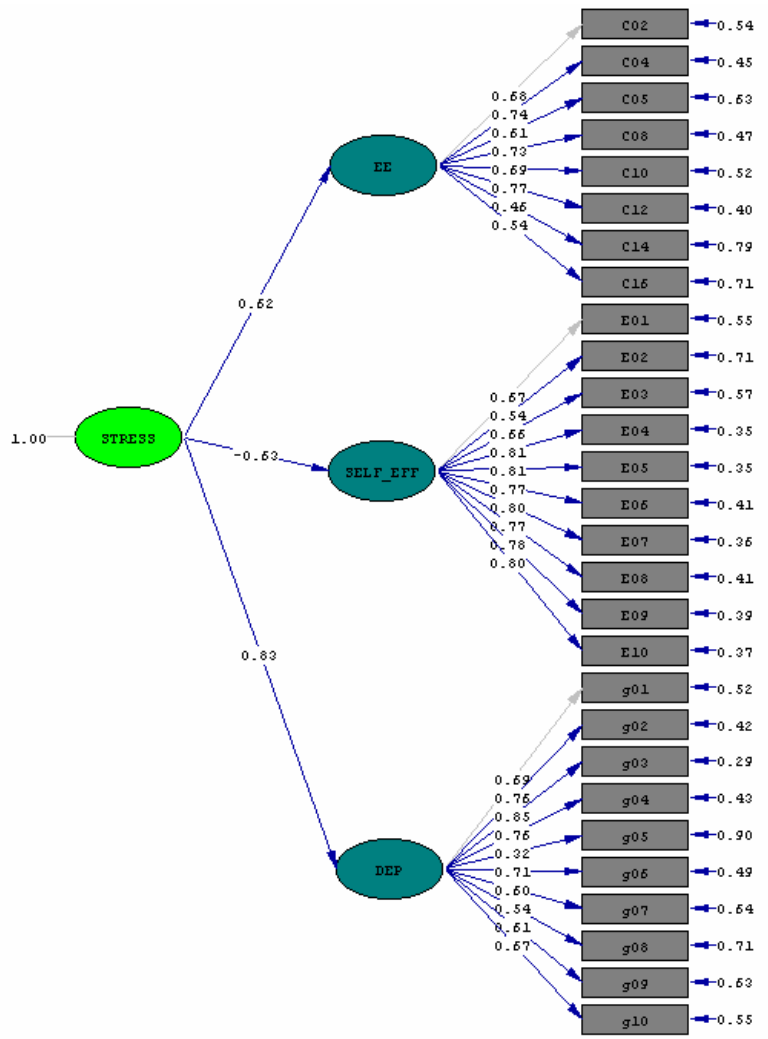 C02 0.54
C04 0.45
C06 0.63
C08 0.47
C10 0.52
C12 0.40
C14 0.79
C16 0.71
0.68
0.74
0.61
0.73
0.69
0.77
0.46
0.54
EE
0.62
E01 0.55
E02 0.71
E03 0.57
E04 0.35
E05 0.35
E06 0.41
E07 0.36
E08 0.41
E09 0.39
E10 0.37
0.67
0.54
0.66
0.81
0.81
0.77
0.80
0.77
0.78
0.80
1.00 STRESS
-0.63
SELF_EFF
0.83
g01 0.52
g02 0.42
g03 0.29
g04 0.43
g05 0.90
g06 0.49
g07 0.64
g08 0.71
g09 0.63
g10 0.55
0.69
0.76
0.85
0.76
0.32
0.71
0.60
0.54
0.61
0.67
DEP